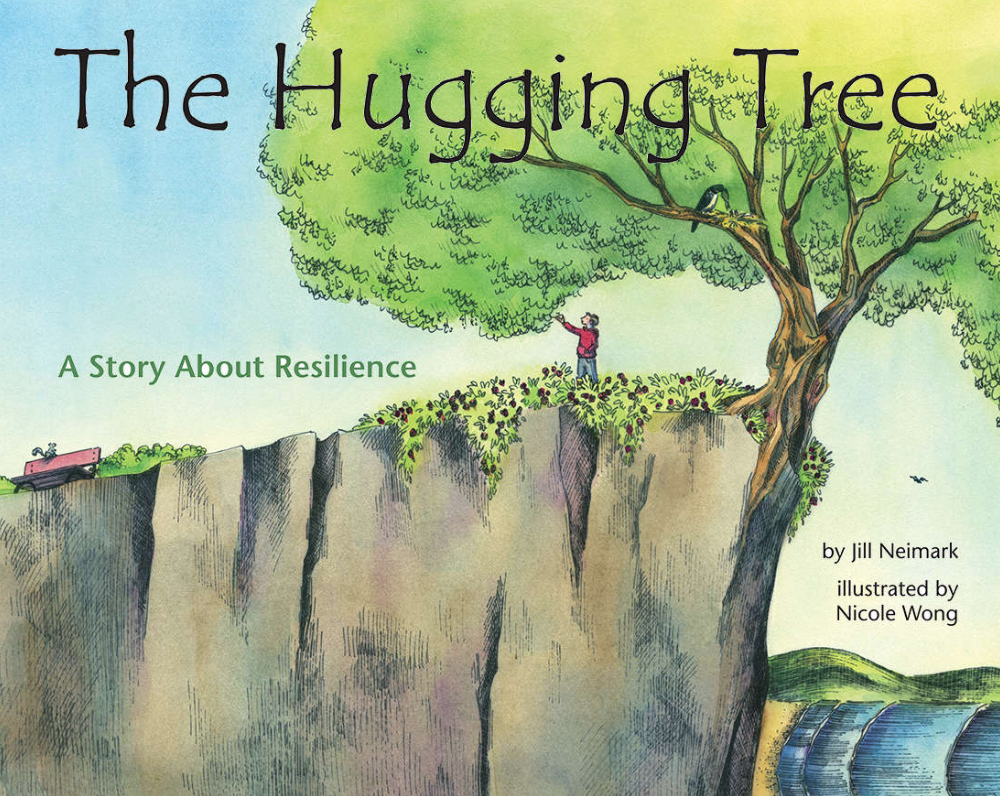 The Hugging Tree
A Story About Resilience
by Jill Neimark
illustrated by
Nicole Wong